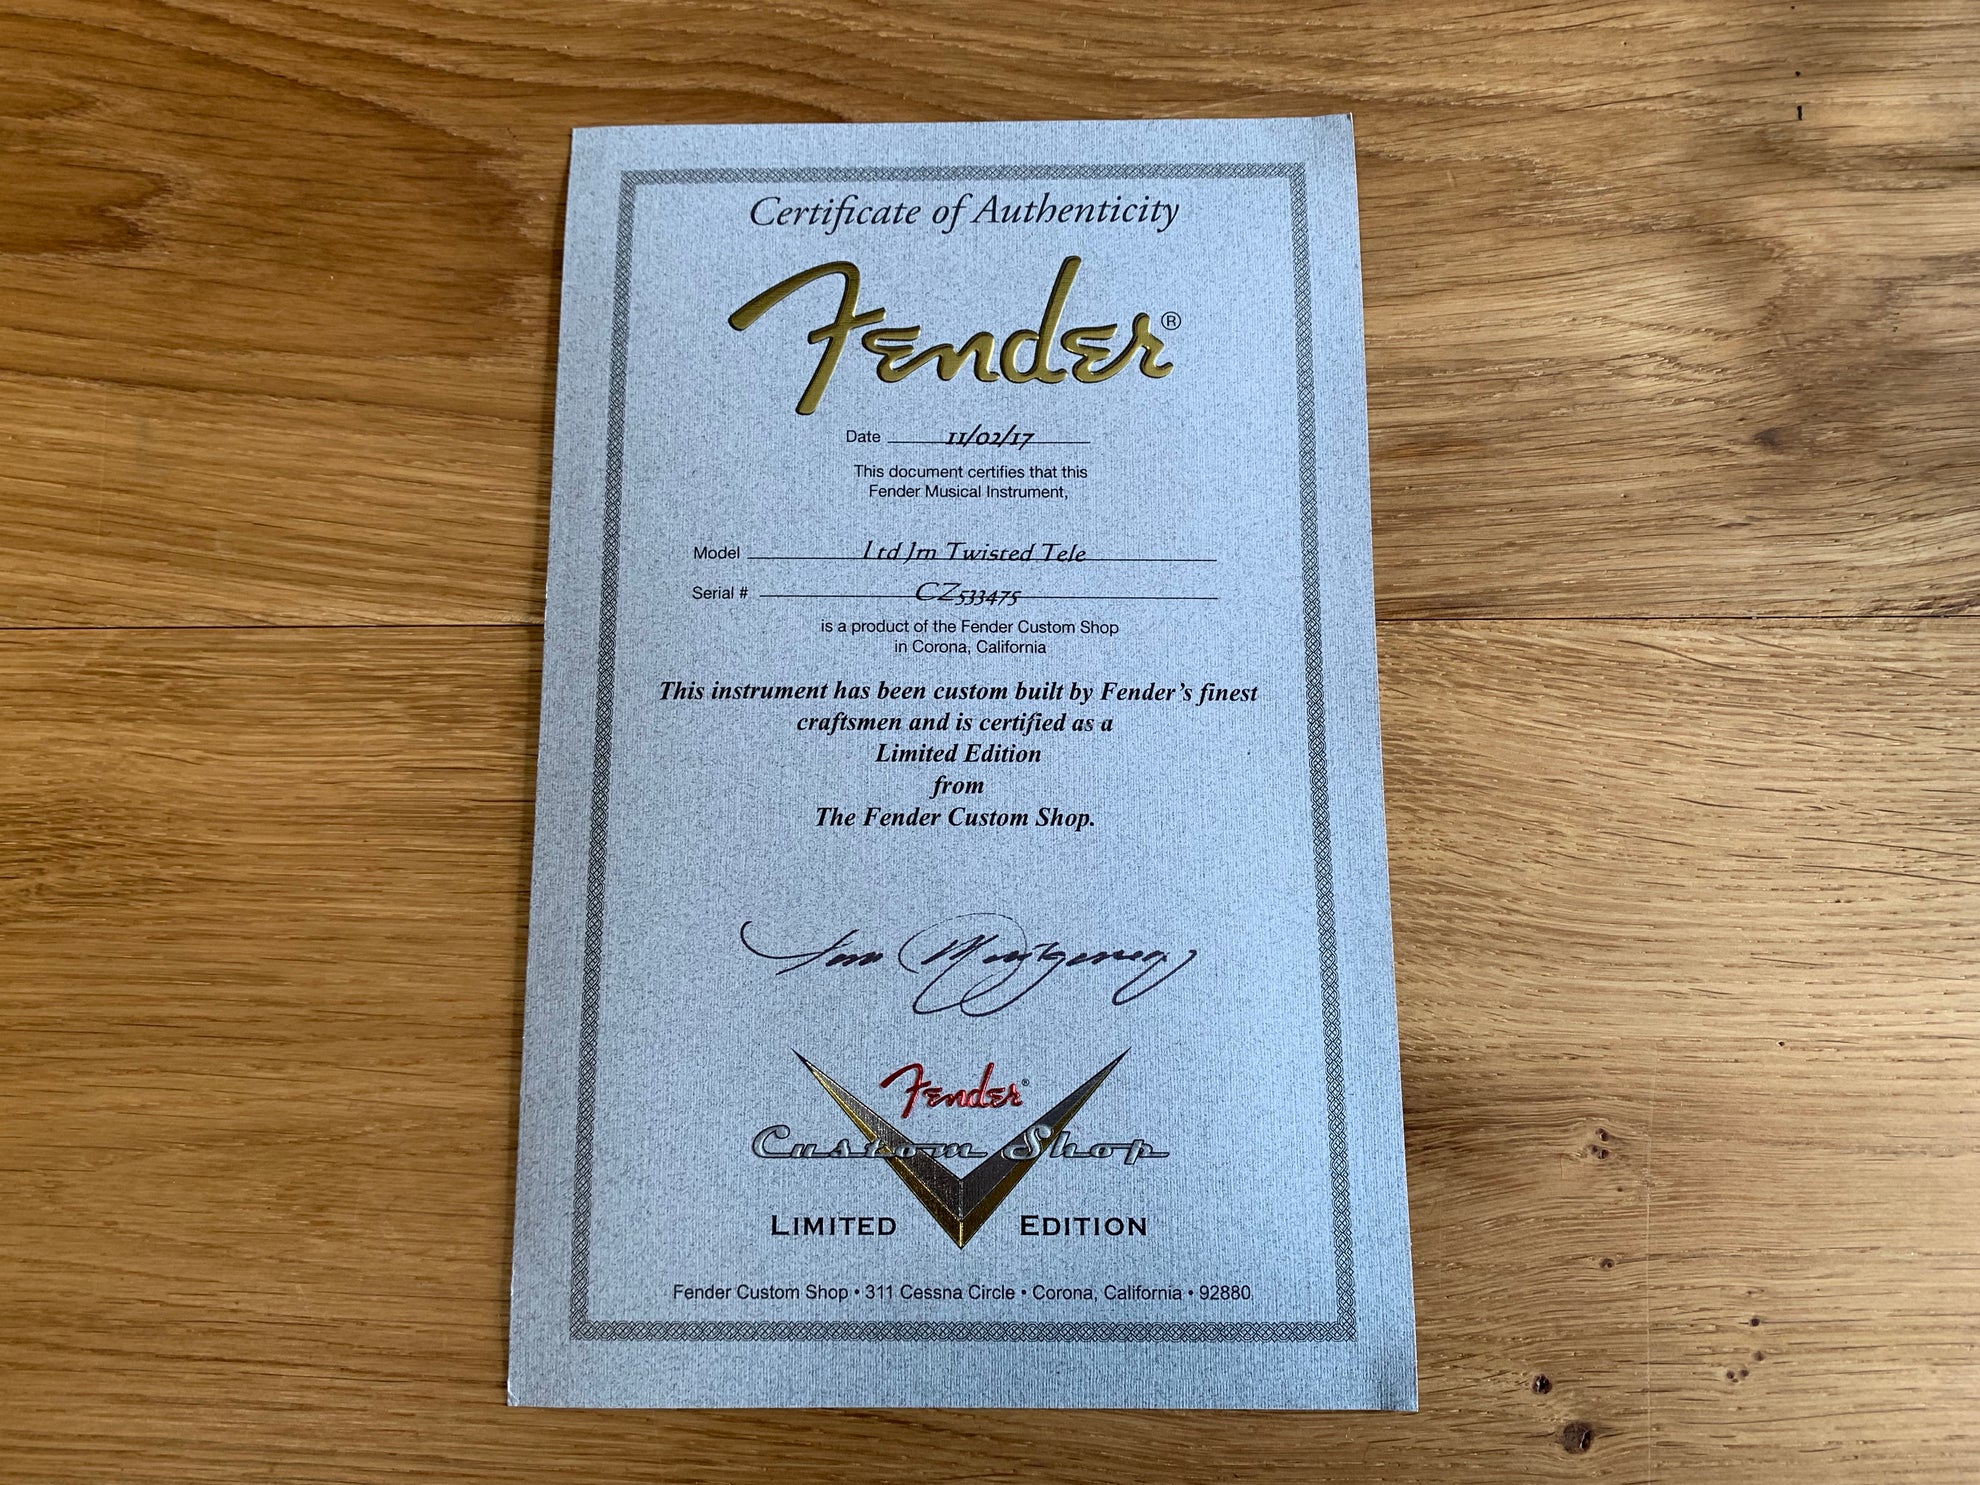 Certificate of Authenticity
Fender®
Date 11/02/17
This document certifies that this
Fender Musical Instrument,
Model Ltd Jrn Twisted Tele
Serial # CZ533475
is a product of the Fender Custom Shop
in Corona, California
This instrument has been custom built by Fender's finest
craftsmen and is certified as a
Limited Edition
from
The Fender Custom Shop.
Fender®
Custom Shop
LIMITED EDITION
Fender Custom Shop • 311 Cessna Circle • Corona, California • 92880